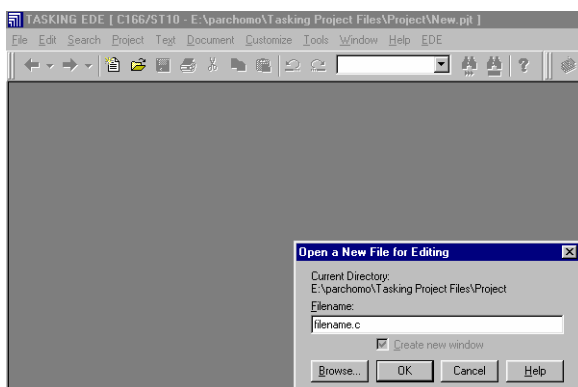 TASKING EDE [ C166/ST10 - E:\parchomo\Tasking Project Files\Project\New.pjt ]
File Edit Search Project Text Document Customize Tools Window Help EDE
Open a New File for Editing
Current Directory:
E:\parchomo\Tasking Project Files\Project
Filename:
filename.c
Create new window
Browse... OK Cancel Help